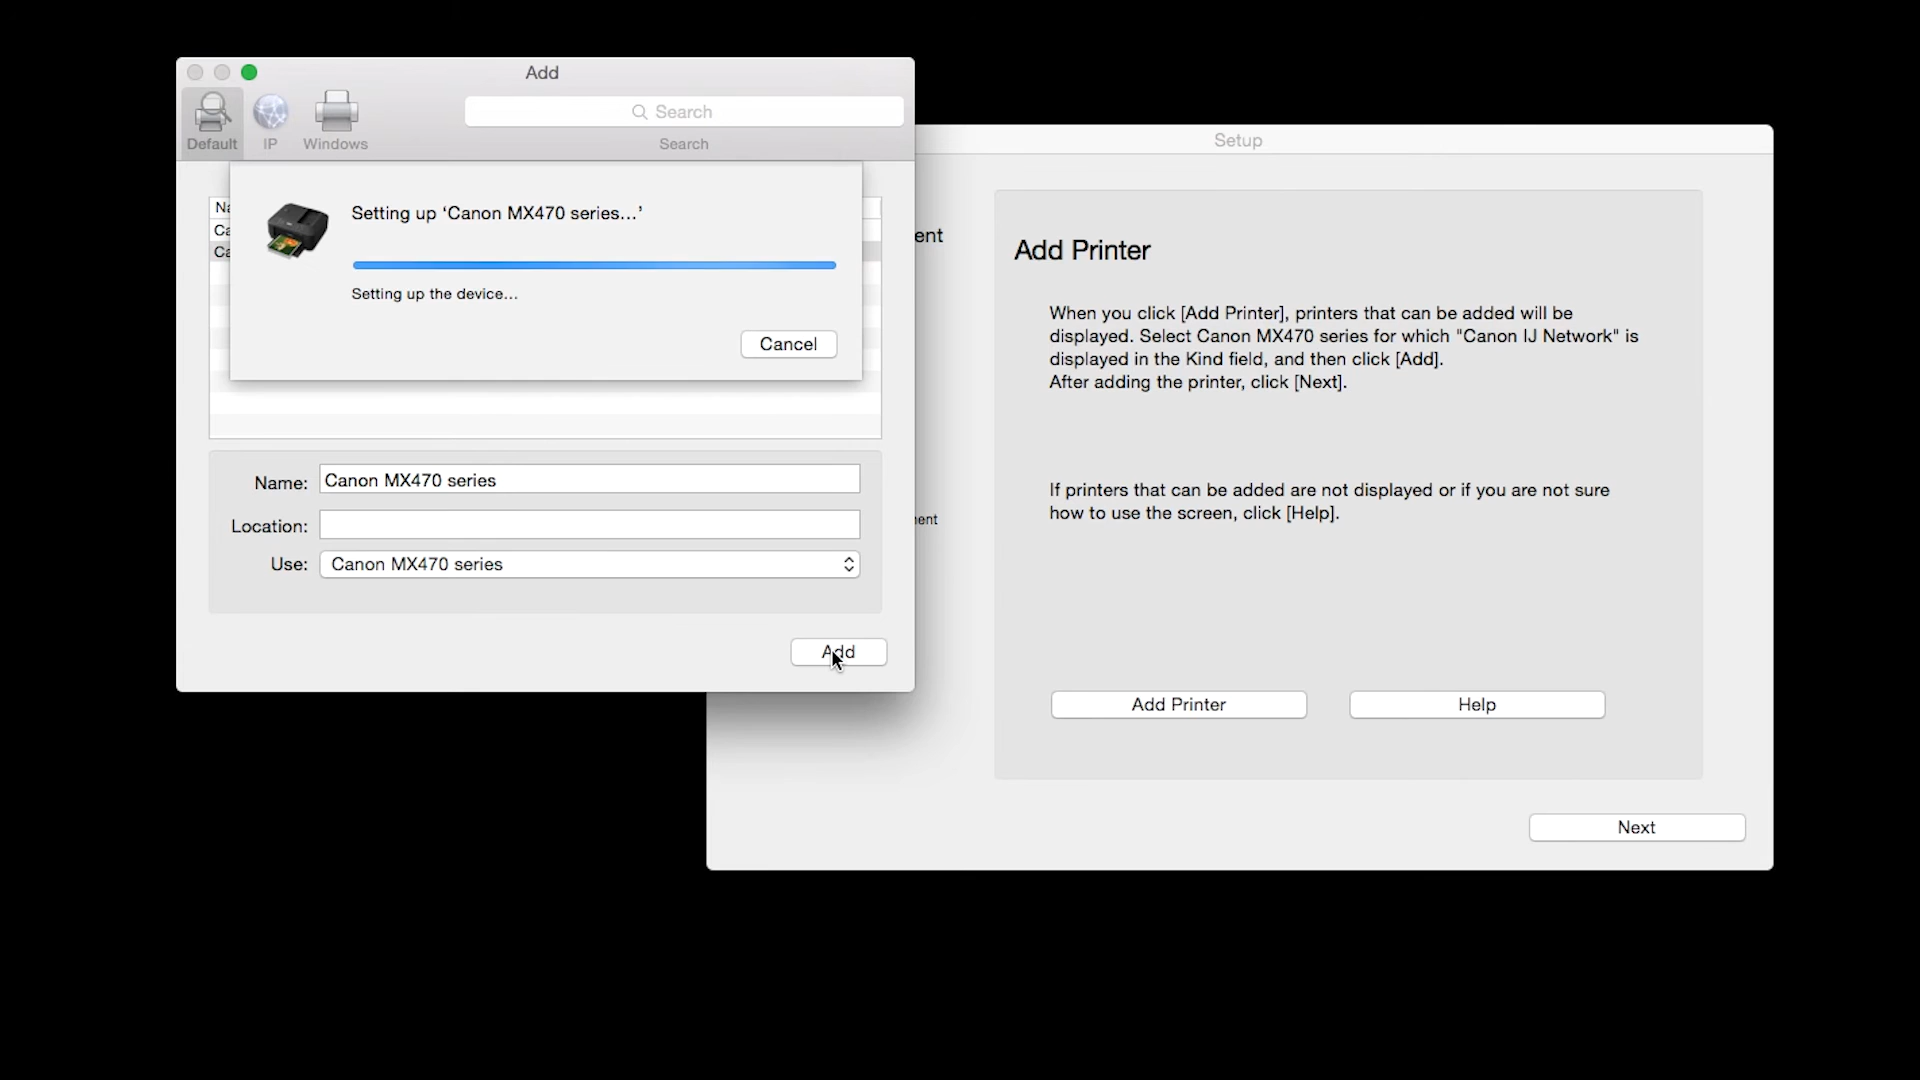 Add
Search
Default
IP
Windows
Search
Setting up ‘Canon MX470 series...’
Setting up the device...
Cancel
Name:
Canon MX470 series
Location:
Use:
Canon MX470 series
Add
Setup
Add Printer
When you click [Add Printer], printers that can be added will be
displayed. Select Canon MX470 series for which "Canon IJ Network" is
displayed in the Kind field, and then click [Add].
After adding the printer, click [Next].
If printers that can be added are not displayed or if you are not sure
how to use the screen, click [Help].
Add Printer
Help
Next